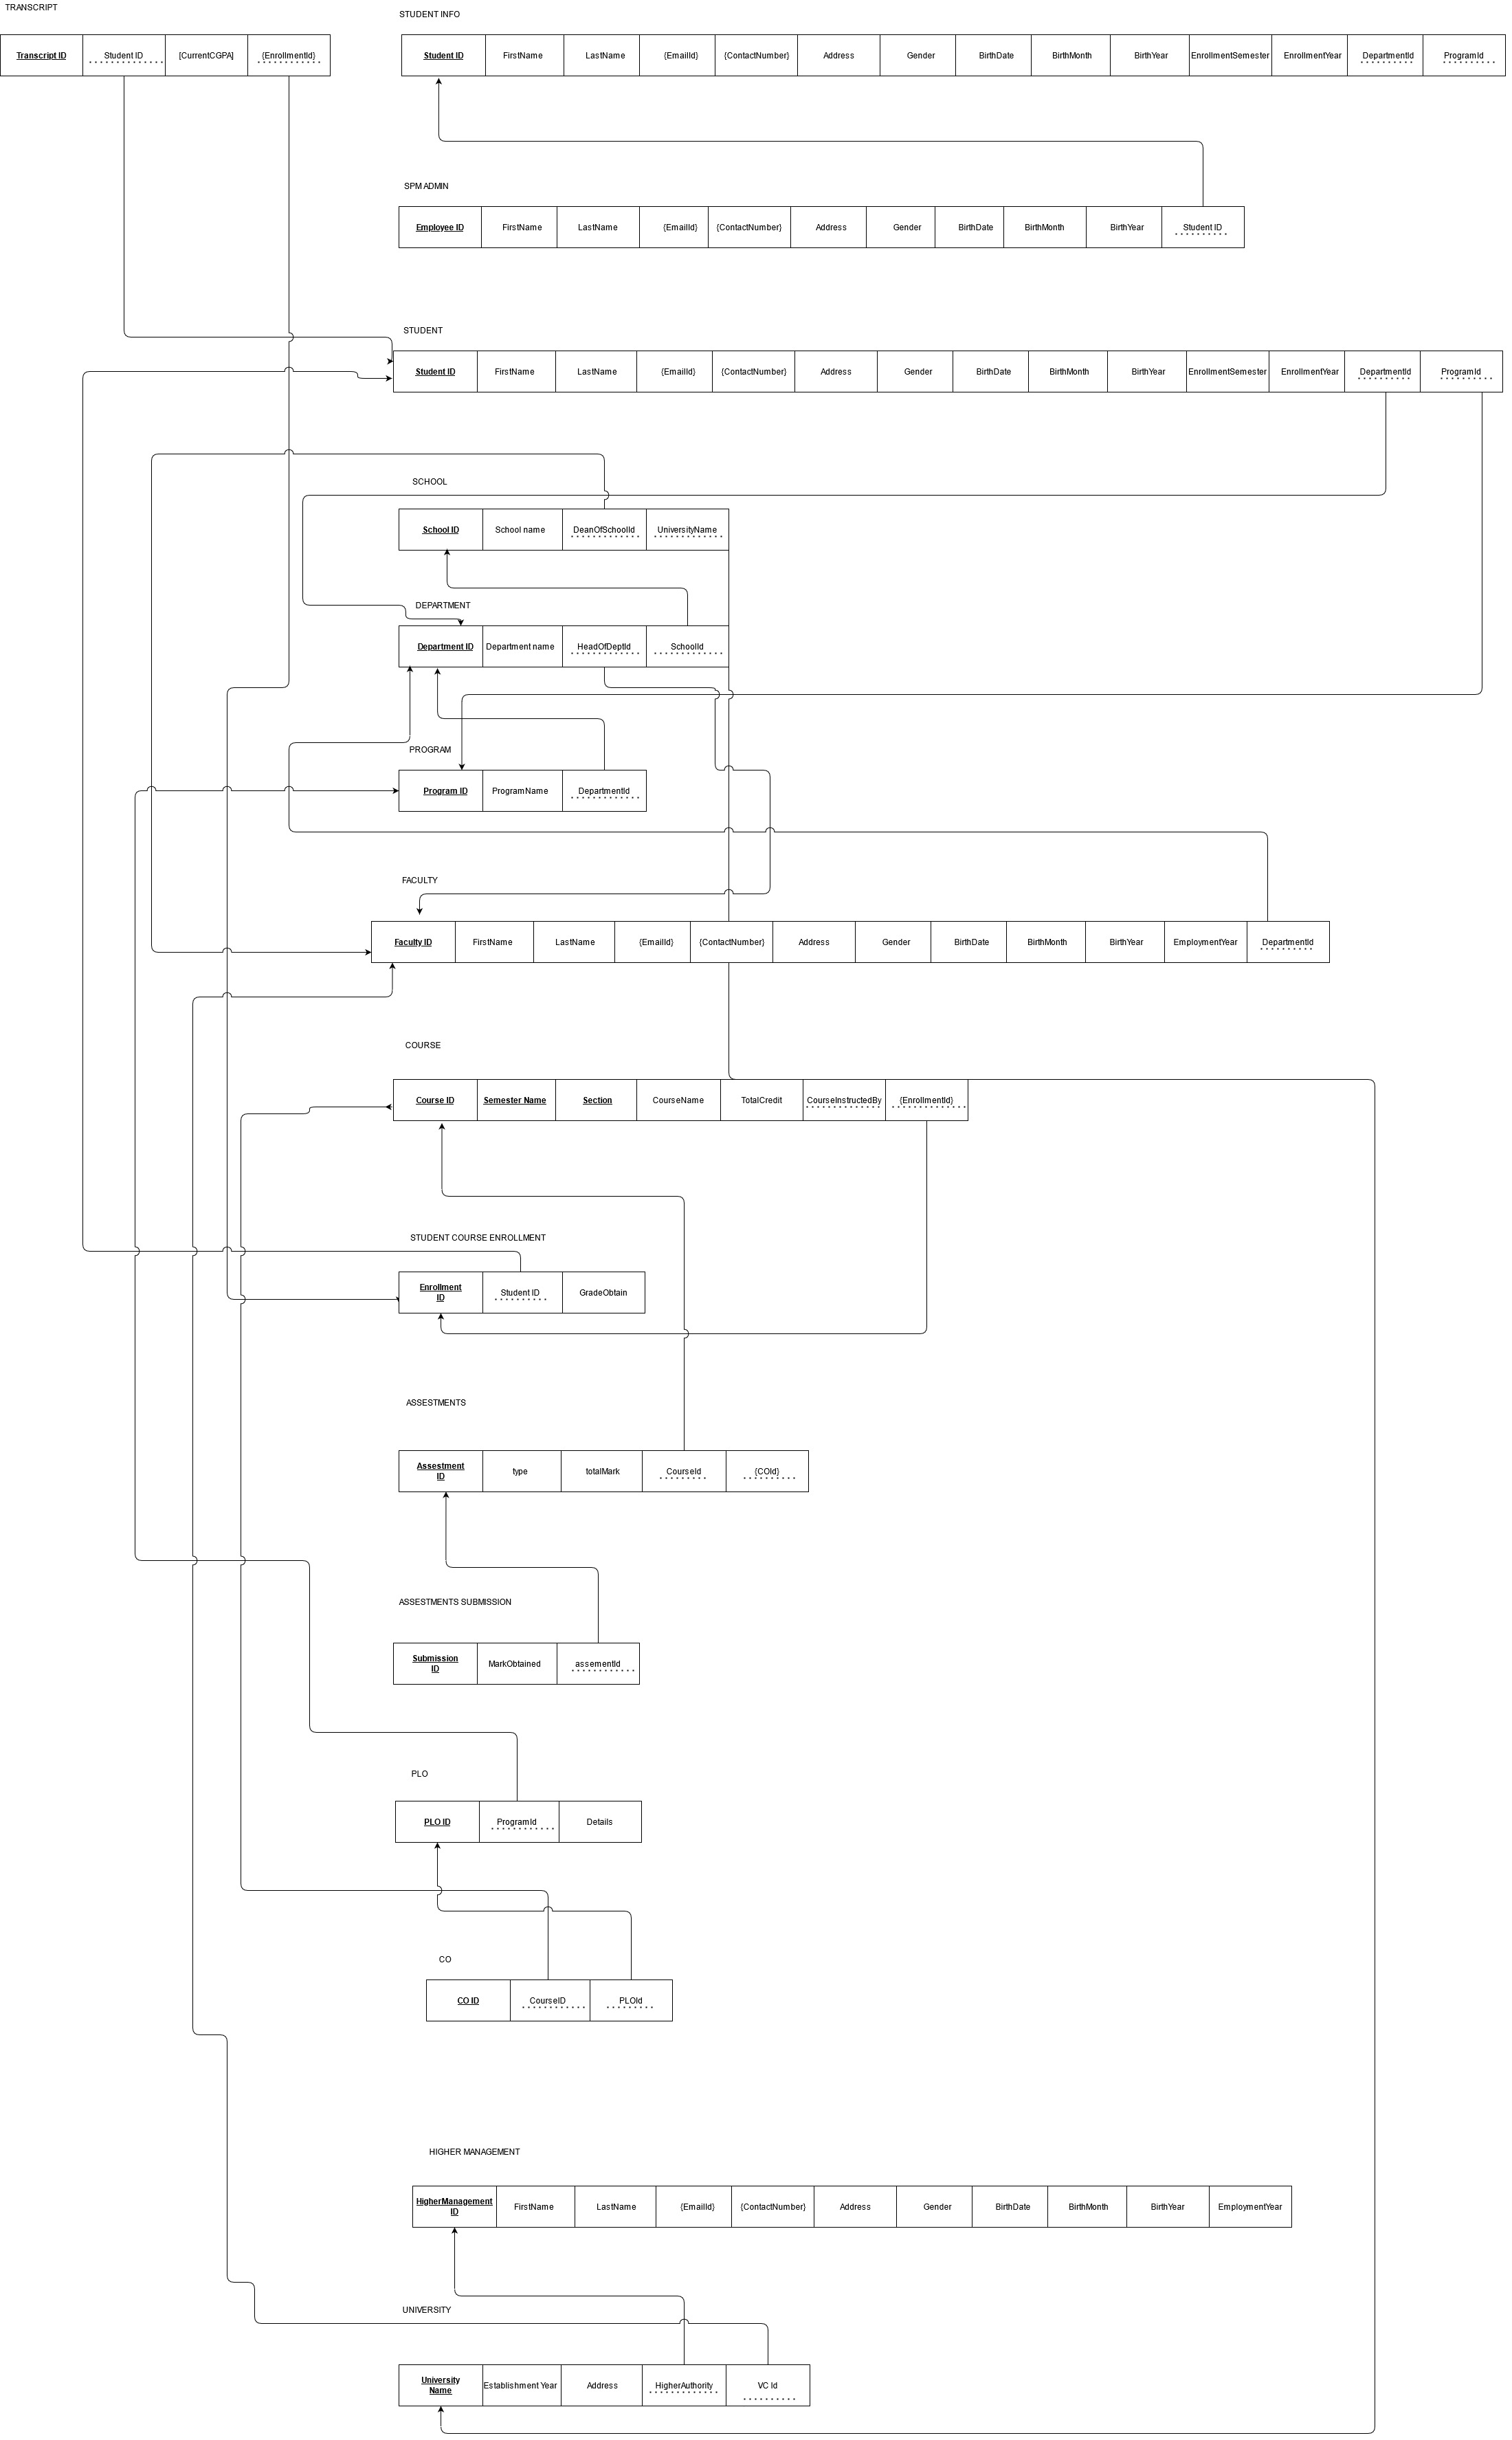 TRANSCRIPT
STUDENT INFO
Transcript ID Student ID [CurrentCGPA] {EnrollmentId}
Student ID FirstName LastName {EmailId} {ContactNumber} Address Gender BirthDate BirthMonth BirthYear EnrollmentSemester EnrollmentYear DepartmentId ProgramId
SPM ADMIN
Employee ID FirstName LastName {EmailId} {ContactNumber} Address Gender BirthDate BirthMonth BirthYear Student ID
STUDENT
Student ID FirstName LastName {EmailId} {ContactNumber} Address Gender BirthDate BirthMonth BirthYear EnrollmentSemester EnrollmentYear DepartmentId ProgramId
SCHOOL
School ID School name DeanOfSchoolId UniversityName
DEPARTMENT
Department ID Department name HeadOfDeptId SchoolId
PROGRAM
Program ID ProgramName DepartmentId
FACULTY
Faculty ID FirstName LastName {EmailId} {ContactNumber} Address Gender BirthDate BirthMonth BirthYear EmploymentYear DepartmentId
COURSE
Course ID Semester Name Section CourseName TotalCredit CourseInstructedBy {EnrollmentId}
STUDENT COURSE ENROLLMENT
Enrollment
ID
Student ID GradeObtain
ASSESTMENTS
Assestment
ID
type totalMark CourseId {COId}
ASSESTMENTS SUBMISSION
Submission
ID
MarkObtained assementId
PLO
PLO ID ProgramId Details
CO
CO ID CourseID PLOId
HIGHER MANAGEMENT
HigherManagement
ID
FirstName LastName {EmailId} {ContactNumber} Address Gender BirthDate BirthMonth BirthYear EmploymentYear
UNIVERSITY
University
Name
Establishment Year Address HigherAuthority VC Id